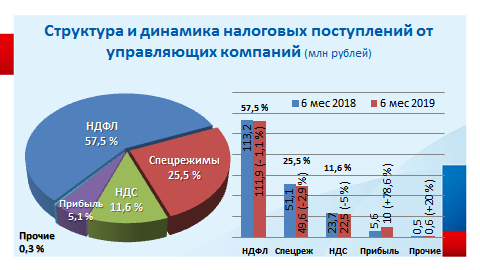 Структура и динамика налоговых поступлений от
управляющих компаний (млн рублей)
НДФЛ
57,5 %
Спецрежимы
25,5 %
НДС
11,6 %
Прибыль
5,1 %
Прочие
0,3 %
6 мес 2018
6 мес 2019
57,5 %
25,5 %
11,6 %
113,2
111,9 (- 1,1 %)
51,1
49,6 (-2,9 %)
23,7
22,5 (-5%)
5,6
10 (+78,6 %)
0,5
0,6 (+20 %)
НДФЛ
Спецреж
НДС
Прибыль
Прочие